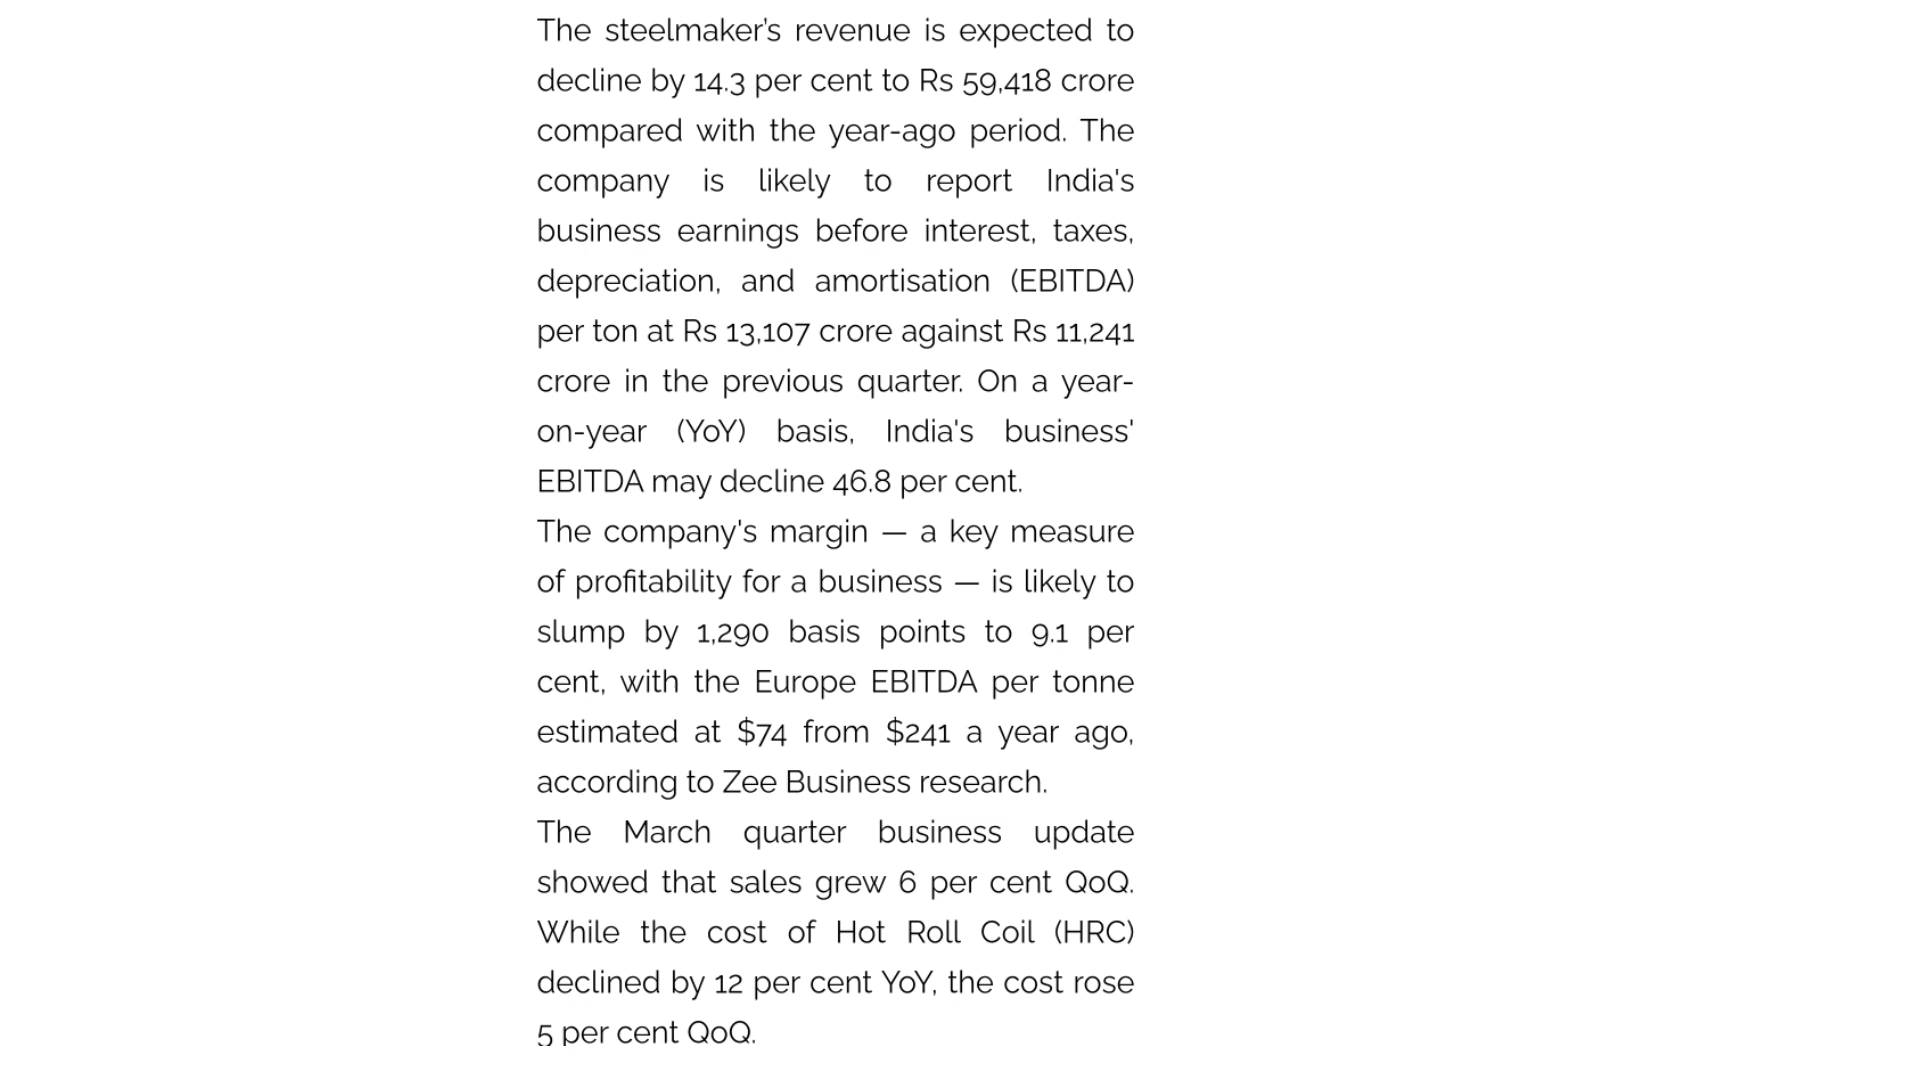 The steelmaker's revenue is expected to
decline by 14.3 per cent to Rs 59,418 crore
compared with the year-ago period. The
company is likely to report India's
business earnings before interest, taxes,
depreciation, and amortisation (EBITDA)
per ton at Rs 13,107 crore against Rs 11,241
crore in the previous quarter. On a year-
on-year (YoY) basis, India's business'
EBITDA may decline 46.8 per cent.
The company's margin — a key measure
of profitability for a business — is likely to
slump by 1,290 basis points to 9.1 per
cent, with the Europe EBITDA per tonne
estimated at $74 from $241 a year ago,
according to Zee Business research.
The March quarter business update
showed that sales grew 6 per cent QoQ.
While the cost of Hot Roll Coil (HRC)
declined by 12 per cent YoY, the cost rose
5 per cent QoQ.